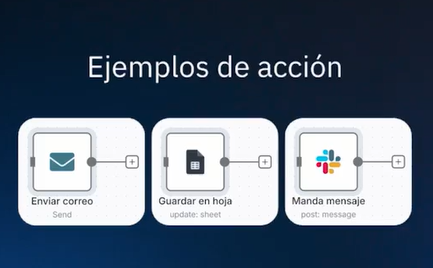 Ejemplos de acción
Enviar correo
Send
Guardar en hoja
update: sheet
Manda mensaje
post: message